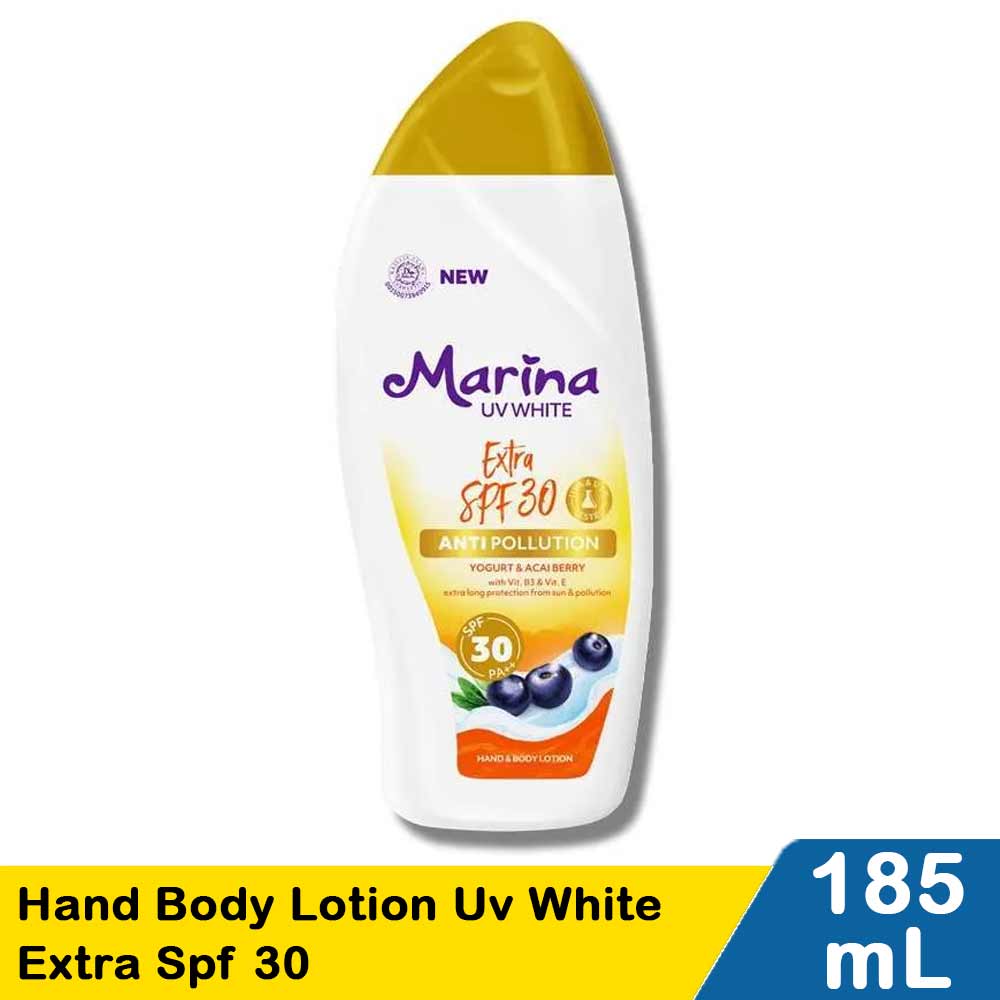 NEW
Marina
UV WHITE
Extra
SPF 30
ANTI POLLUTION
YOGURT & ACAI BERRY
with Vit. B3 & Vit. E
extra long protection from sun & pollution
SPF
30
PA++
HAND & BODY LOTION
Hand Body Lotion Uv White
Extra Spf 30
185
mL